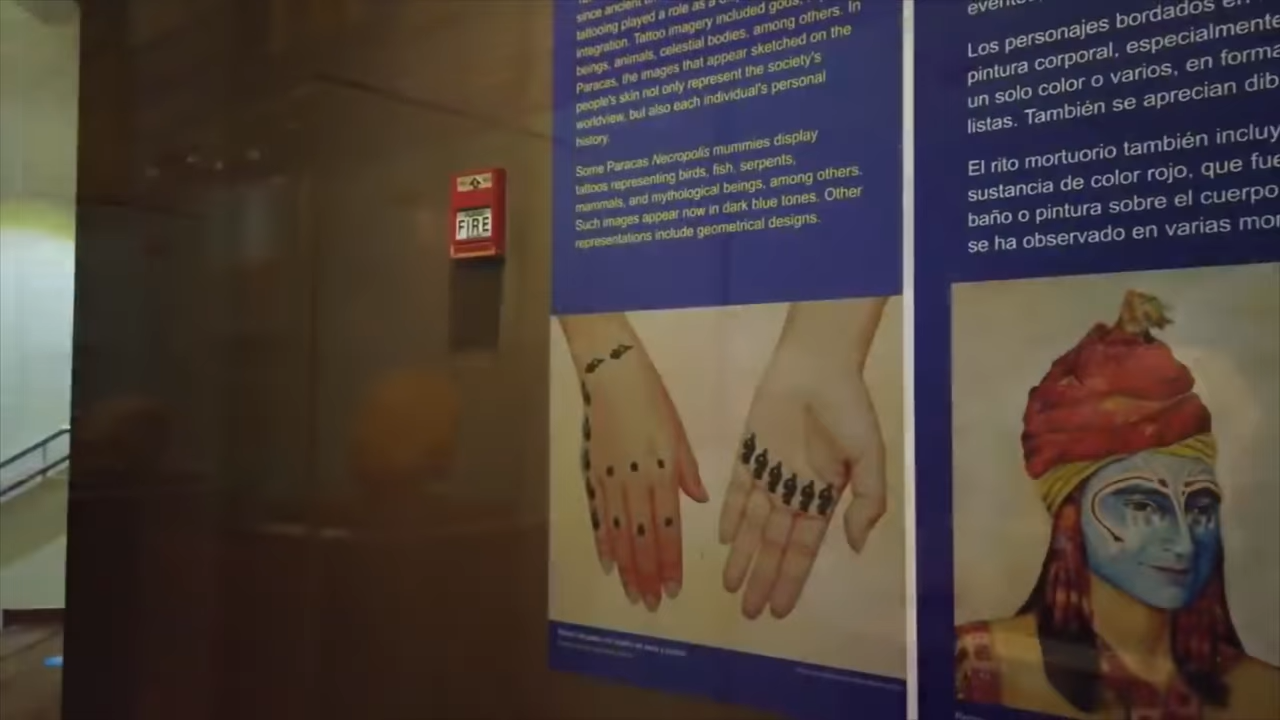 since ancient
tattooing played a role as a
integration. Tattoo imagery included gods,
beings, animals, celestial bodies, among others. In
Paracas, the images that appear sketched on the
people's skin not only represent the society's
worldview, but also each individual's personal
history.
Some Paracas Necropolis mummies display
tattoos representing birds, fish, serpents,
mammals, and mythological beings, among others.
Such images appear now in dark blue tones. Other
representations include geometrical designs.
Los personajes bordados en
pintura corporal, especialmente
un solo color o varios, en forma
listas. También se aprecian dib
El rito mortuorio también incluy
sustancia de color rojo, que fue
baño o pintura sobre el cuerpo
se ha observado en varias mo
FIRE